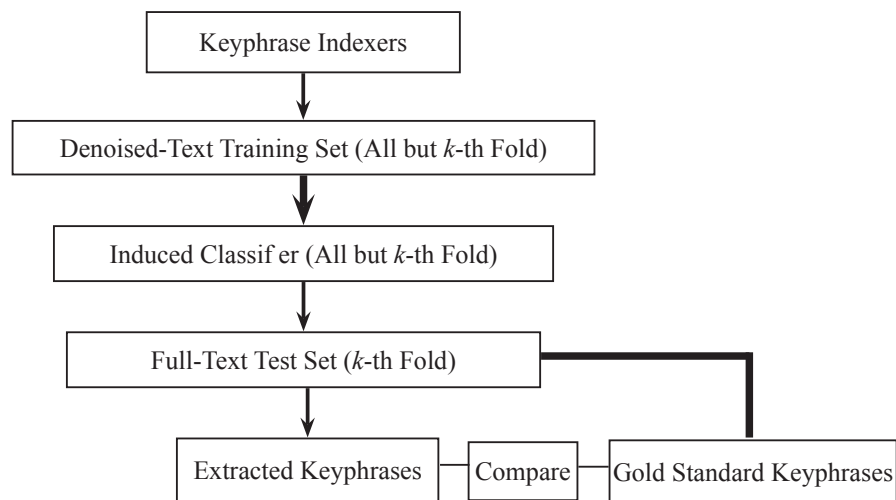 Keyphrase Indexers
Denoised-Text Training Set (All but k-th Fold)
Induced Classif er (All but k-th Fold)
Full-Text Test Set (k-th Fold)
Extracted Keyphrases
Compare
Gold Standard Keyphrases